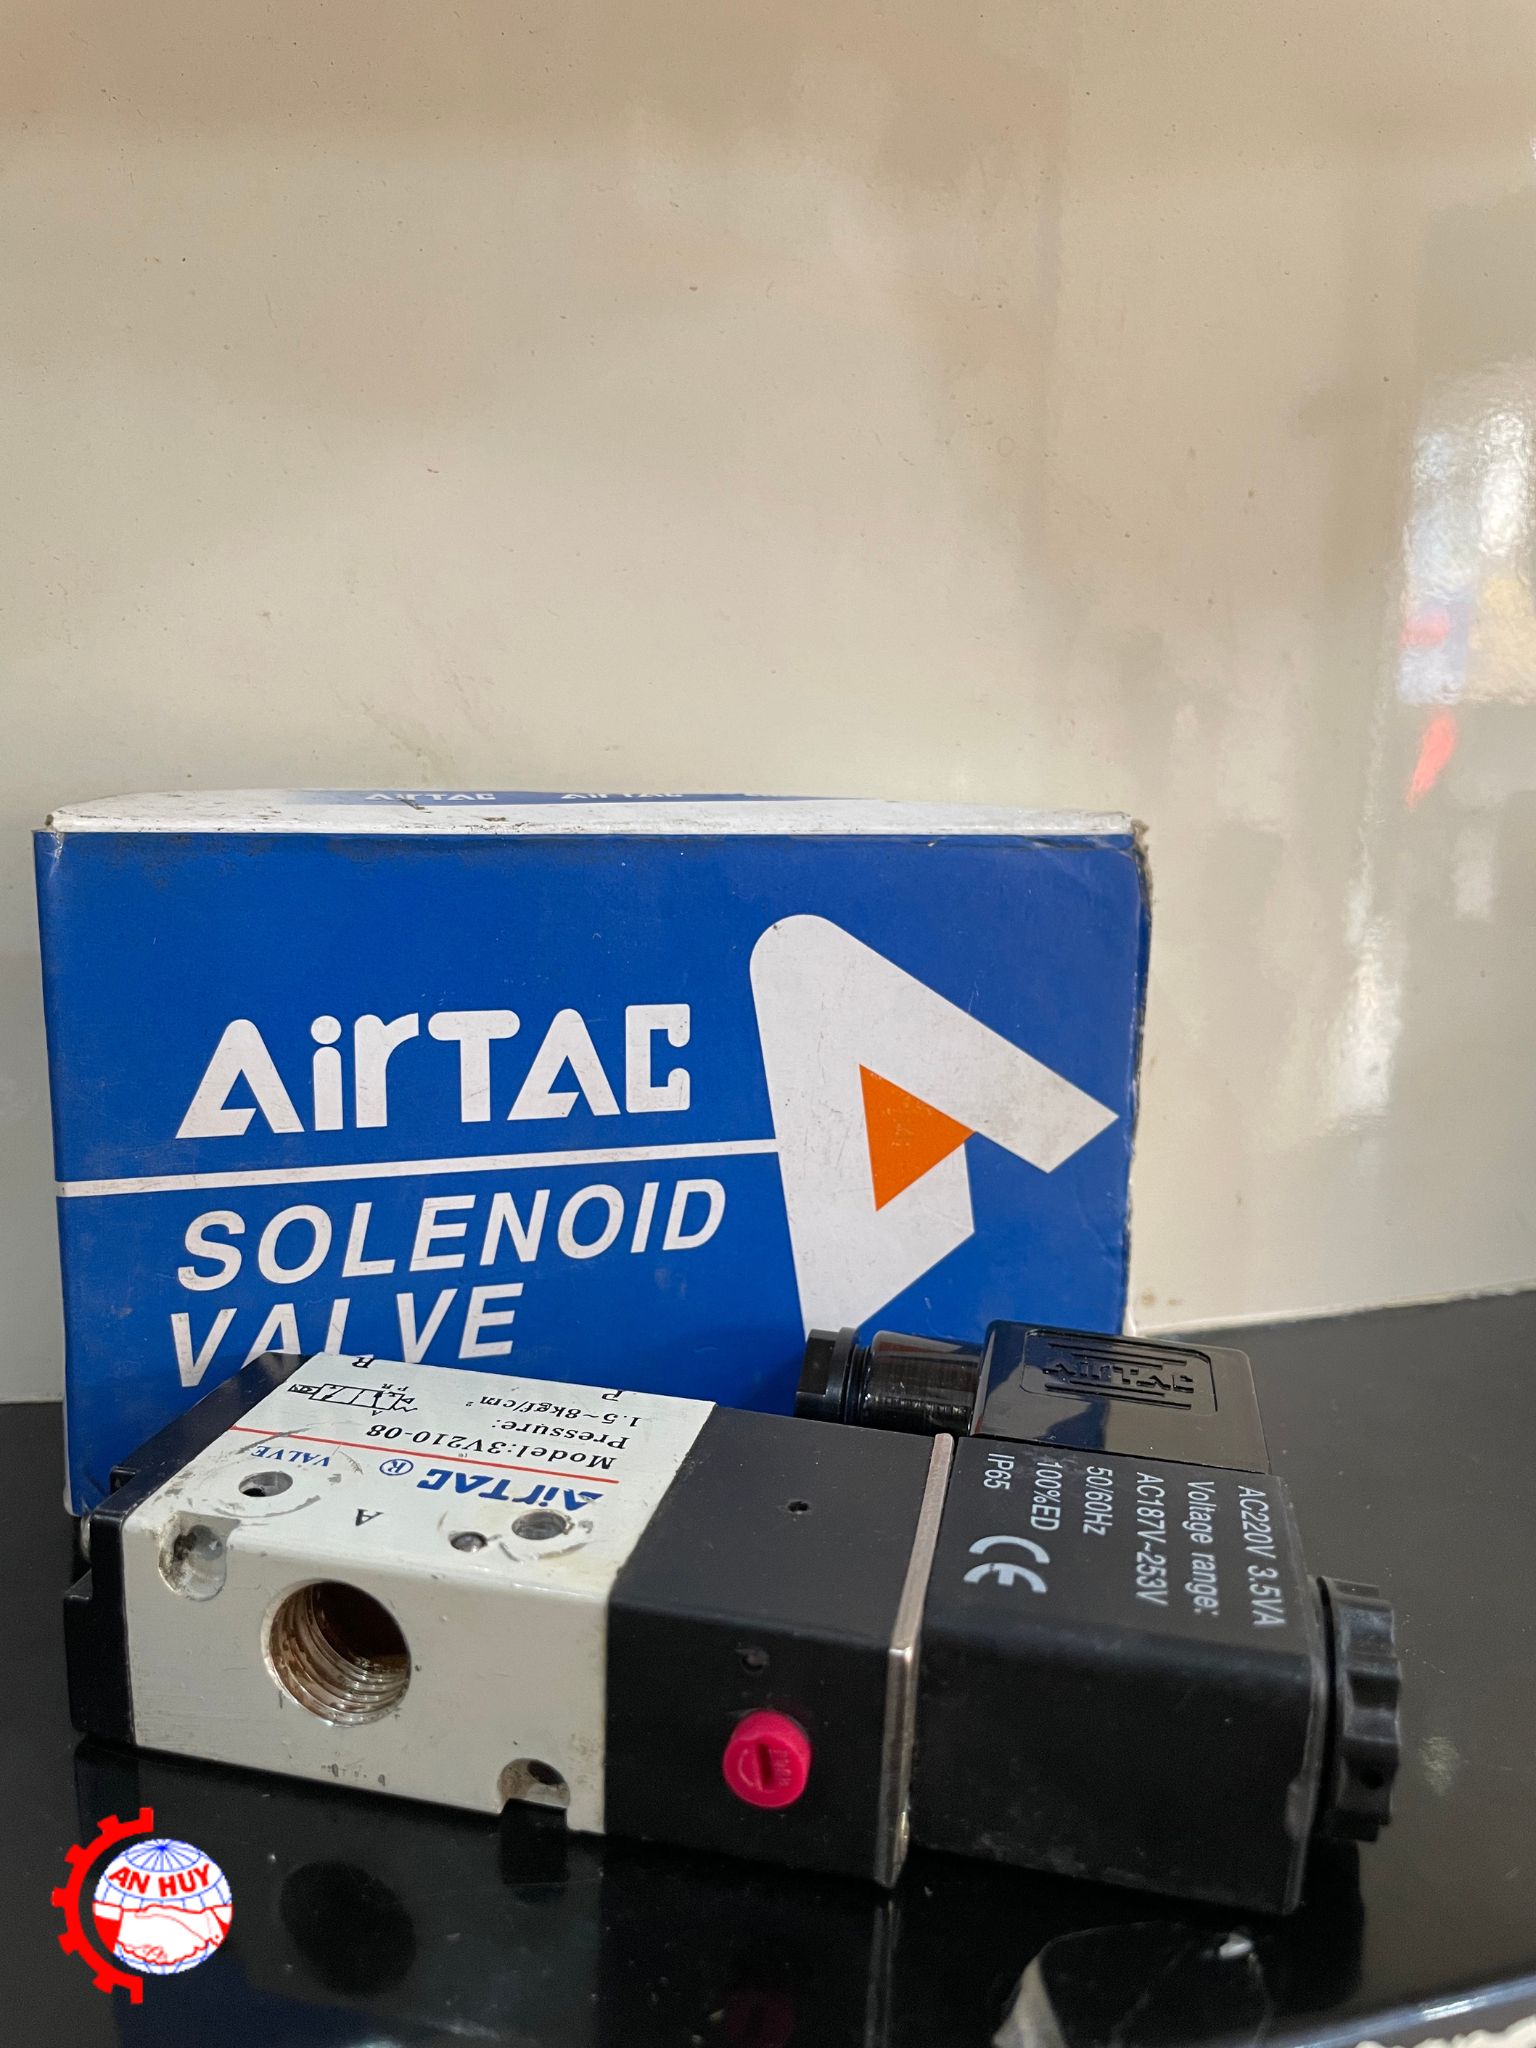 AirTAC AirTAC
AirTAC
SOLENOID
VALVE
AirTAC ®
VALVE
Model:3V210-08
Pressure:
1.5~8kgf/cm²
A
R
P
A
P R
AirTAC
AC220V 3.5VA
Voltage range:
AC187V~253V
50/60Hz
100%ED
IP65
CE
AN HUY